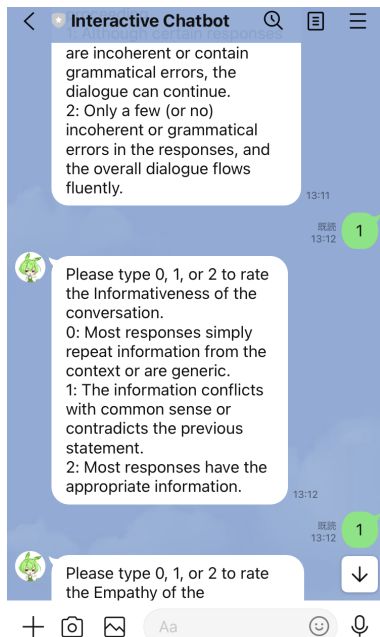 Interactive Chatbot
proceeding.
1: Although certain responses
are incoherent or contain
grammatical errors, the
dialogue can continue.
2: Only a few (or no)
incoherent or grammatical
errors in the responses, and
the overall dialogue flows
fluently.
13:11
既読
13:12
1
Please type 0, 1, or 2 to rate
the Informativeness of the
conversation.
0: Most responses simply
repeat information from the
context or are generic.
1: The information conflicts
with common sense or
contradicts the previous
statement.
2: Most responses have the
appropriate information.
13:12
既読
13:12
1
Please type 0, 1, or 2 to rate
the Empathy of the
Aa